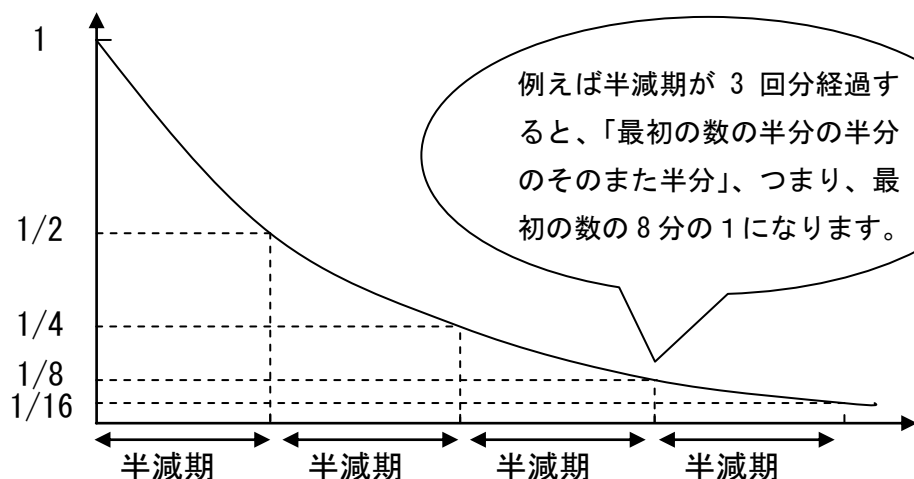 1
例えば半減期が 3 回分経過す
ると、「最初の数の半分の半分
のそのまた半分」、つまり、最
初の数の８分の１になります。
1/2
1/4
1/8
1/16
半減期 半減期 半減期 半減期